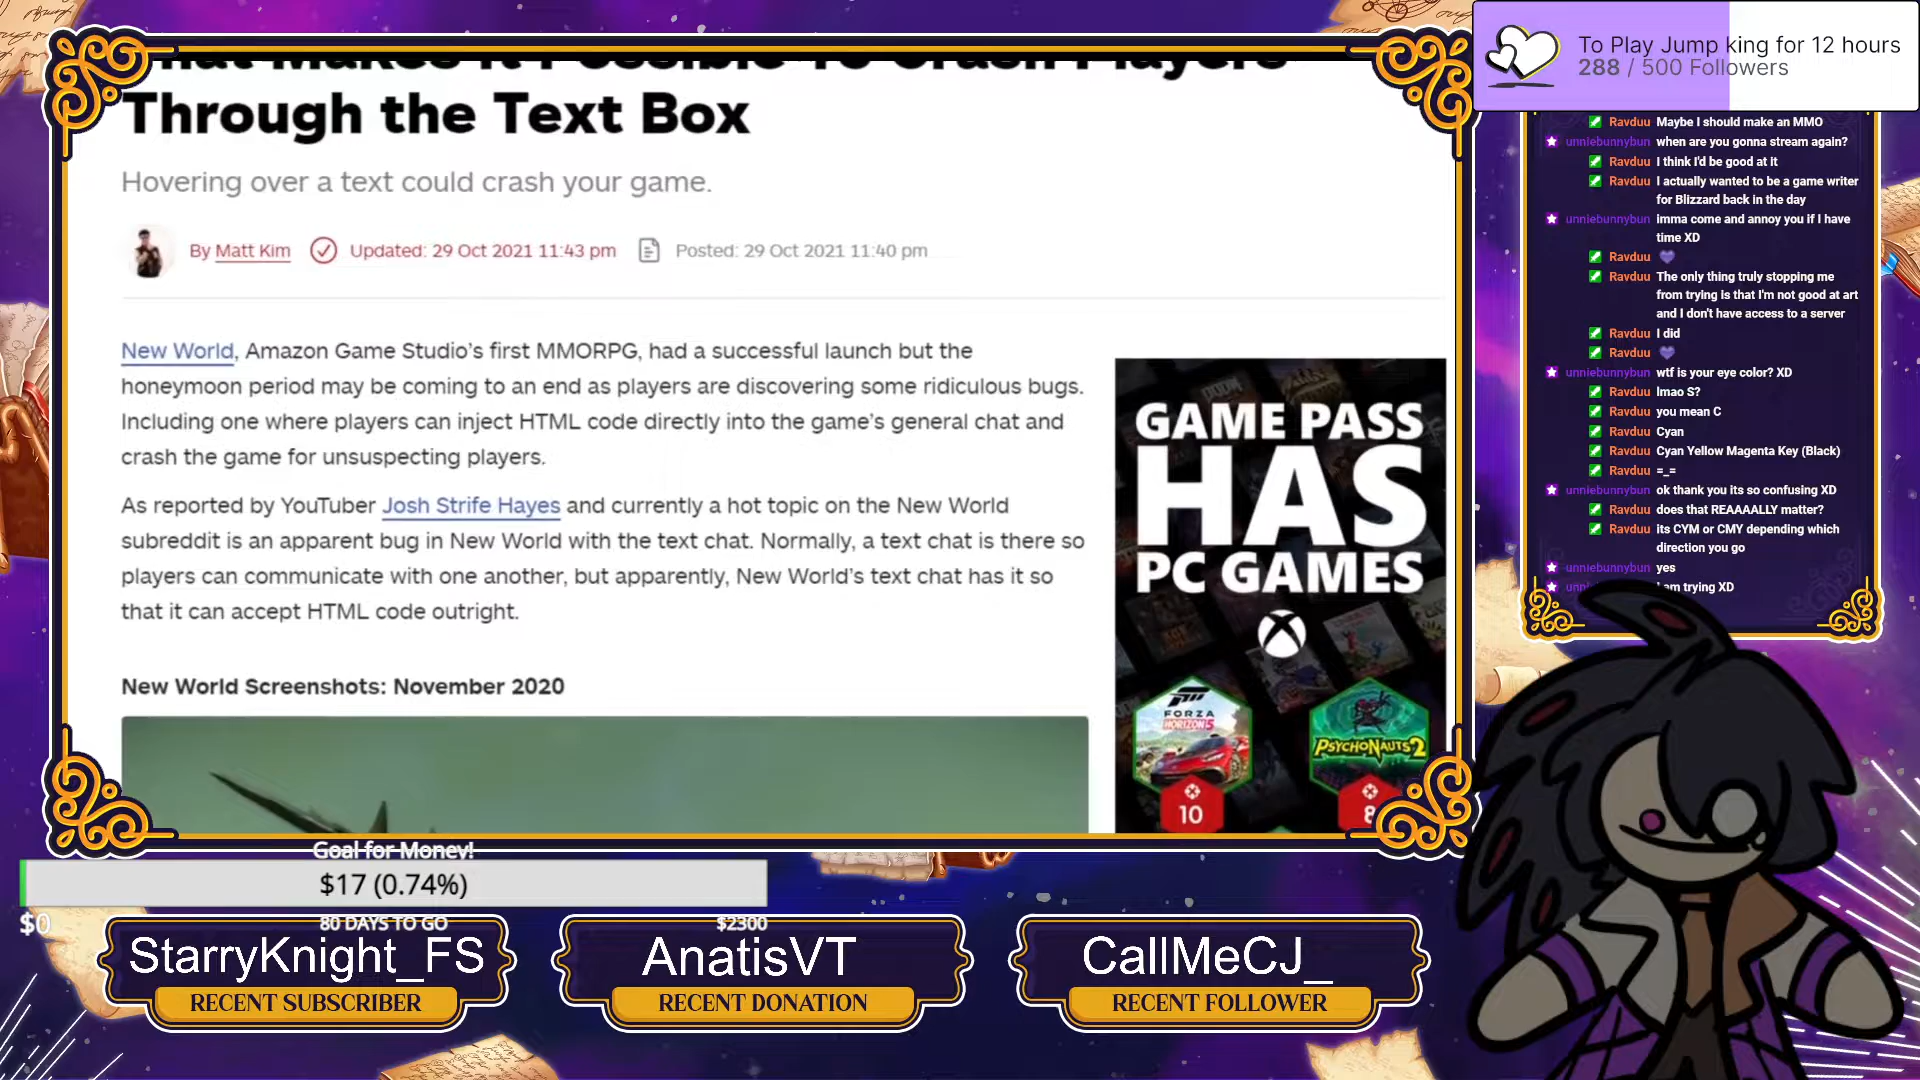 That Makes It Possible To Crash Players
Through the Text Box
Hovering over a text could crash your game.
By Matt Kim Updated: 29 Oct 2021 11:43 pm Posted: 29 Oct 2021 11:40 pm
New World, Amazon Game Studio's first MMORPG, had a successful launch but the
honeymoon period may be coming to an end as players are discovering some ridiculous bugs.
Including one where players can inject HTML code directly into the game's general chat and
crash the game for unsuspecting players.
As reported by YouTuber Josh Strife Hayes and currently a hot topic on the New World
subreddit is an apparent bug in New World with the text chat. Normally, a text chat is there so
players can communicate with one another, but apparently, New World's text chat has it so
that it can accept HTML code outright.
New World Screenshots: November 2020
GAME PASS
HAS
PC GAMES
FORZA
HORIZON 5
10
PSYCHONAUTS 2
8
To Play Jump king for 12 hours
288 / 500 Followers
Ravduu Maybe I should make an MMO
unniebunnybun when are you gonna stream again?
Ravduu I think I'd be good at it
Ravduu I actually wanted to be a game writer
for Blizzard back in the day
unniebunnybun imma come and annoy you if I have
time XD
Ravduu
Ravduu The only thing truly stopping me
from trying is that I'm not good at art
and I don't have access to a server
Ravduu I did
Ravduu
unniebunnybun wtf is your eye color? XD
Ravduu lmao S?
Ravduu you mean C
Ravduu Cyan
Ravduu Cyan Yellow Magenta Key (Black)
Ravduu =_=
unniebunnybun ok thank you its so confusing XD
Ravduu does that REAAAALLY matter?
Ravduu its CYM or CMY depending which
direction you go
unniebunnybun yes
am trying XD
Goal for Money!
$17 (0.74%)
$0 80 DAYS TO GO $2300
StarryKnight_FS
RECENT SUBSCRIBER
AnatisVT
RECENT DONATION
CallMeCJ_
RECENT FOLLOWER